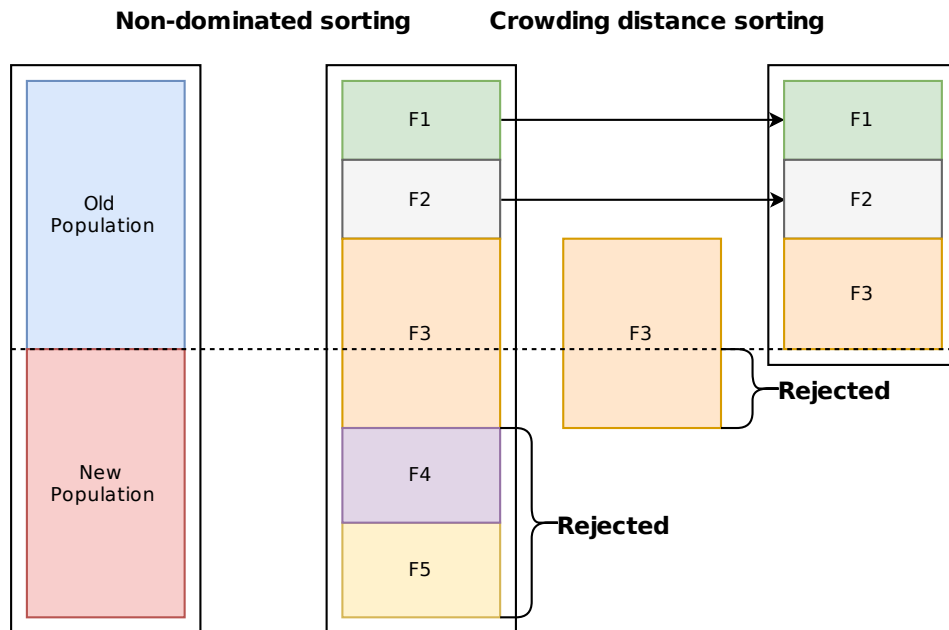 Non-dominated sorting
Crowding distance sorting
Old
Population
New
Population
F1
F2
F3
F4
F5
Rejected
F3
Rejected
F1
F2
F3